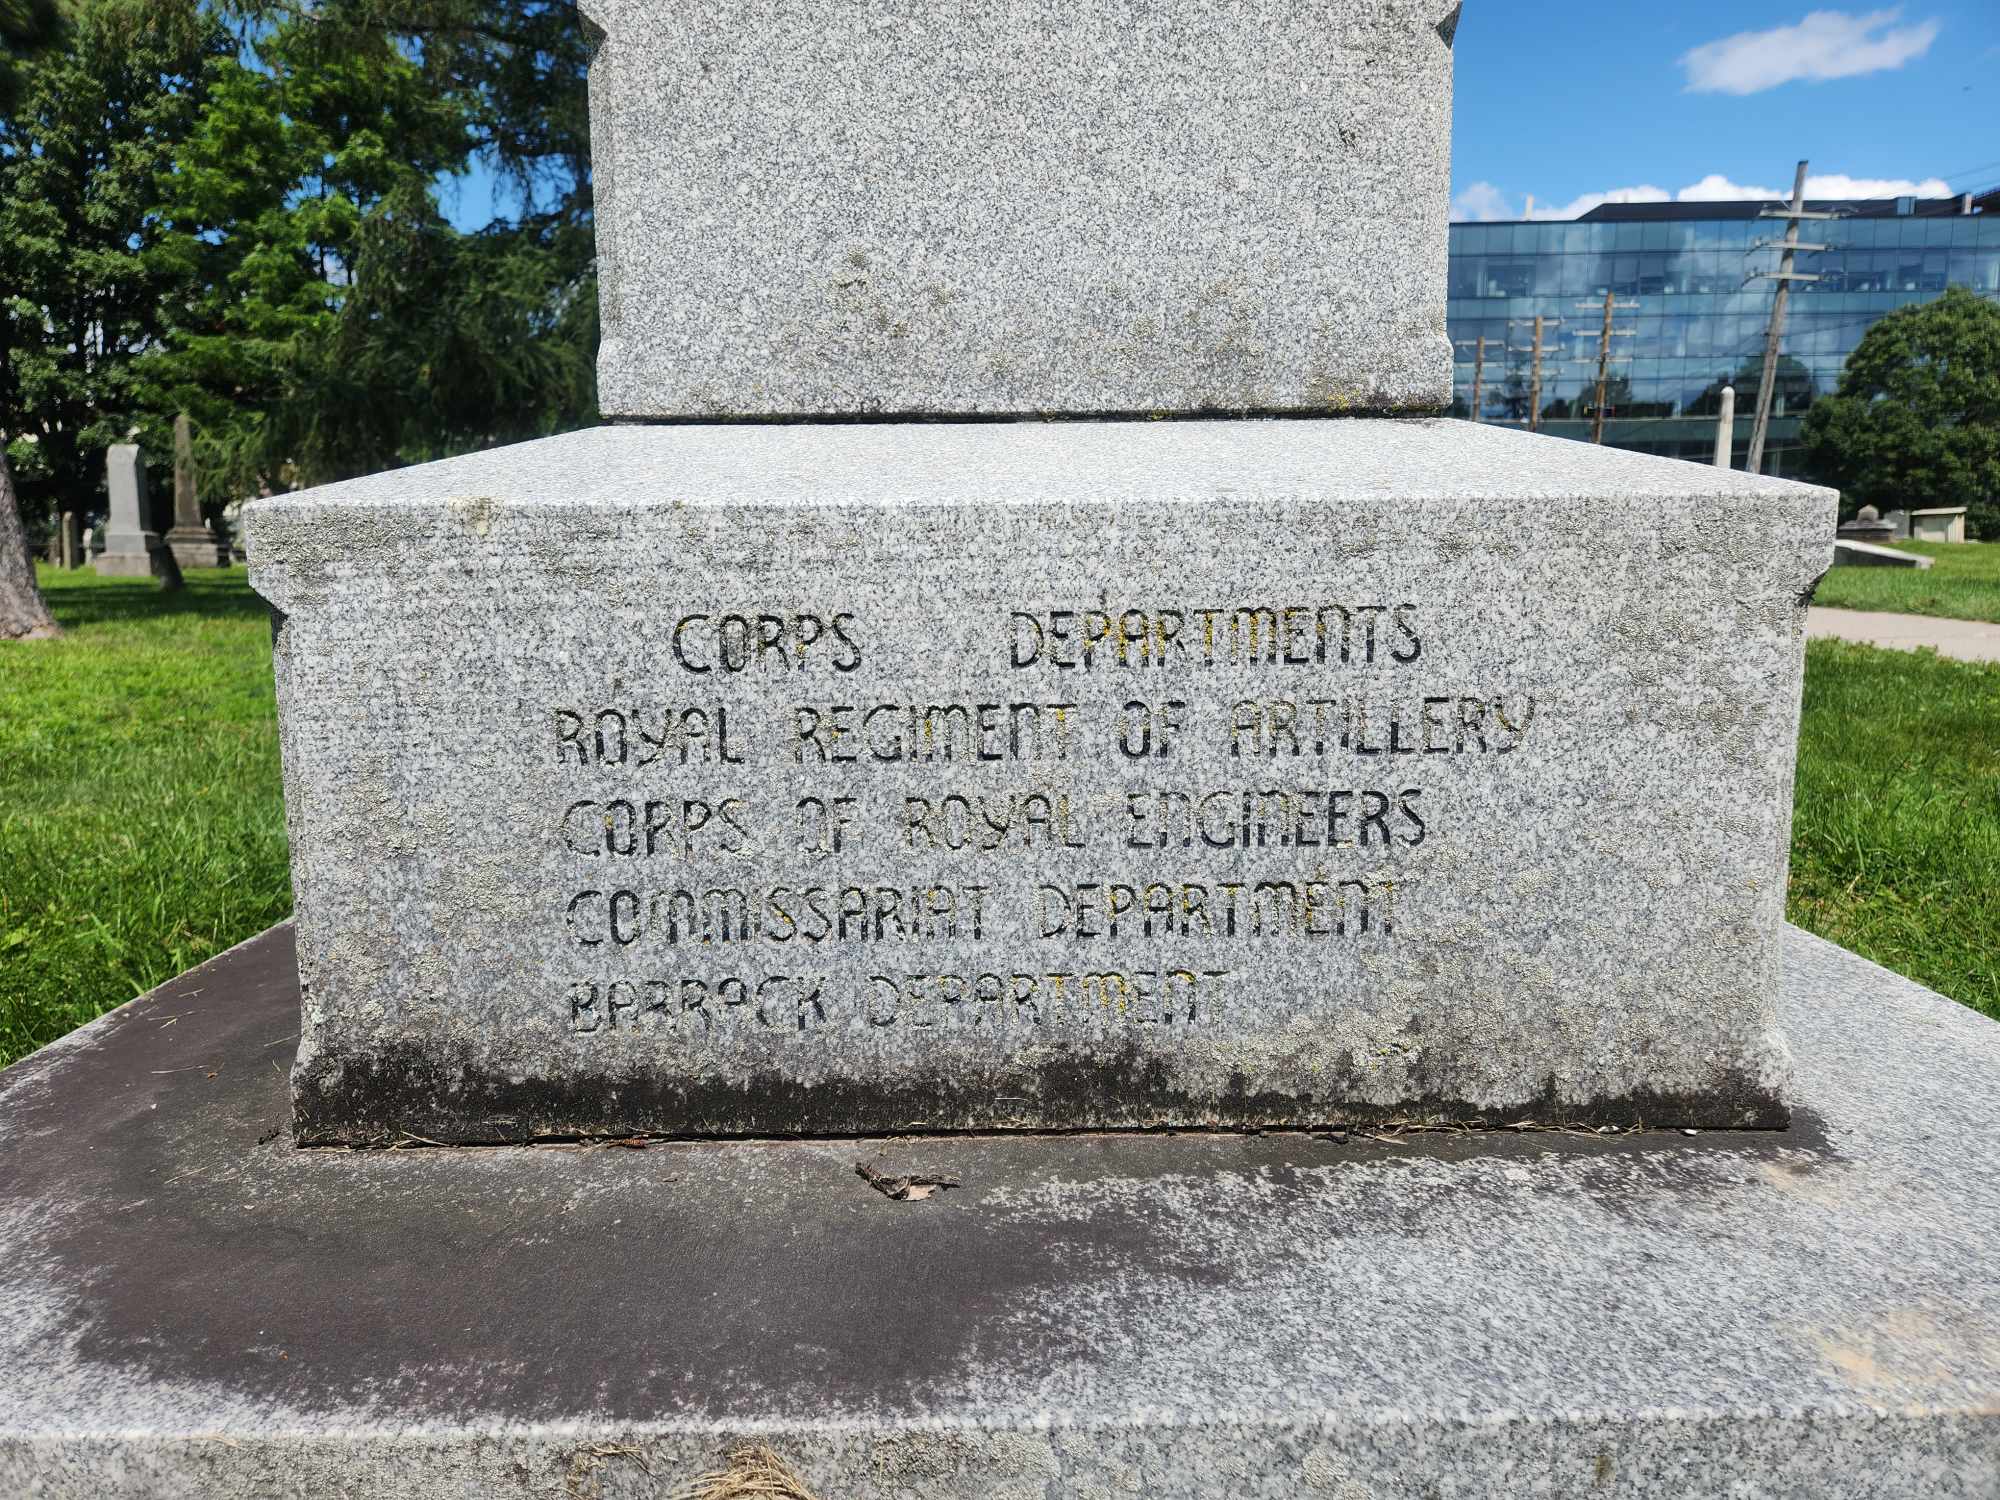 CORPS DEPARTMENTS
ROYAL REGIMENT OF ARTILLERY
CORPS OF ROYAL ENGINEERS
COMMISSARIAT DEPARTMENT
BARRACK DEPARTMENT